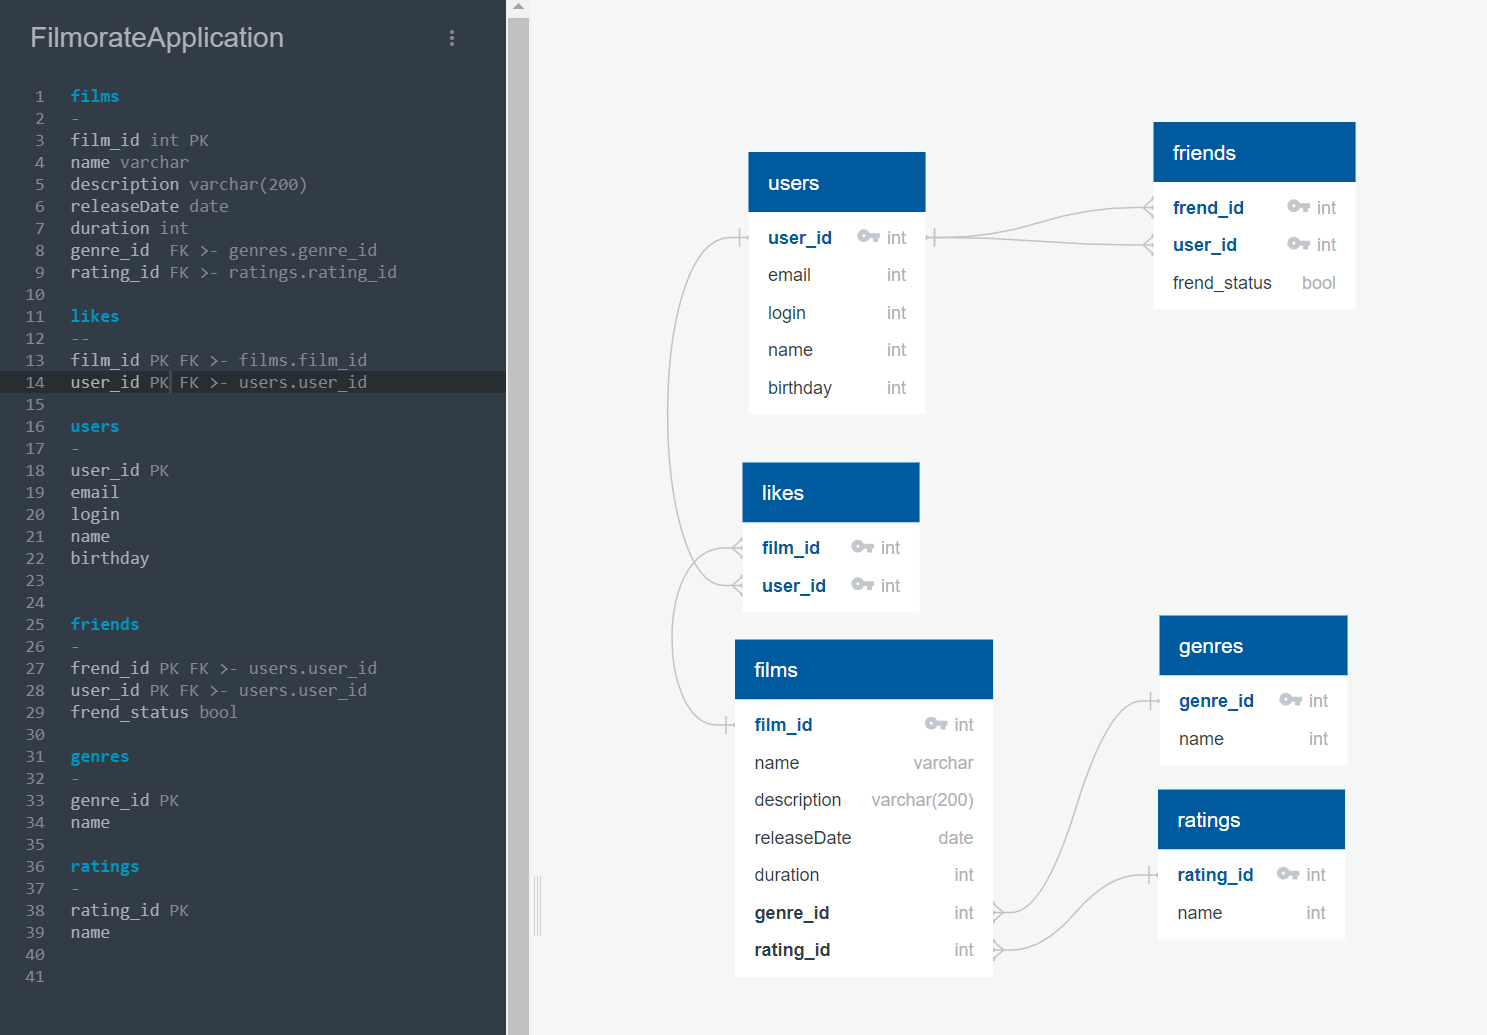 FilmorateApplication
1 films
2 -
3 film_id int PK
4 name varchar
5 description varchar(200)
6 releaseDate date
7 duration int
8 genre_id  FK >- genres.genre_id
9 rating_id FK >- ratings.rating_id
10
11 likes
12 --
13 film_id PK FK >- films.film_id
14 user_id PK FK >- users.user_id
15
16 users
17 -
18 user_id PK
19 email
20 login
21 name
22 birthday
23
24
25 friends
26 -
27 frend_id PK FK >- users.user_id
28 user_id PK FK >- users.user_id
29 frend_status bool
30
31 genres
32 -
33 genre_id PK
34 name
35
36 ratings
37 -
38 rating_id PK
39 name
40
41
users
user_id int
email int
login int
name int
birthday int
friends
frend_id int
user_id int
frend_status bool
likes
film_id int
user_id int
films
film_id int
name varchar
description varchar(200)
releaseDate date
duration int
genre_id int
rating_id int
genres
genre_id int
name int
ratings
rating_id int
name int